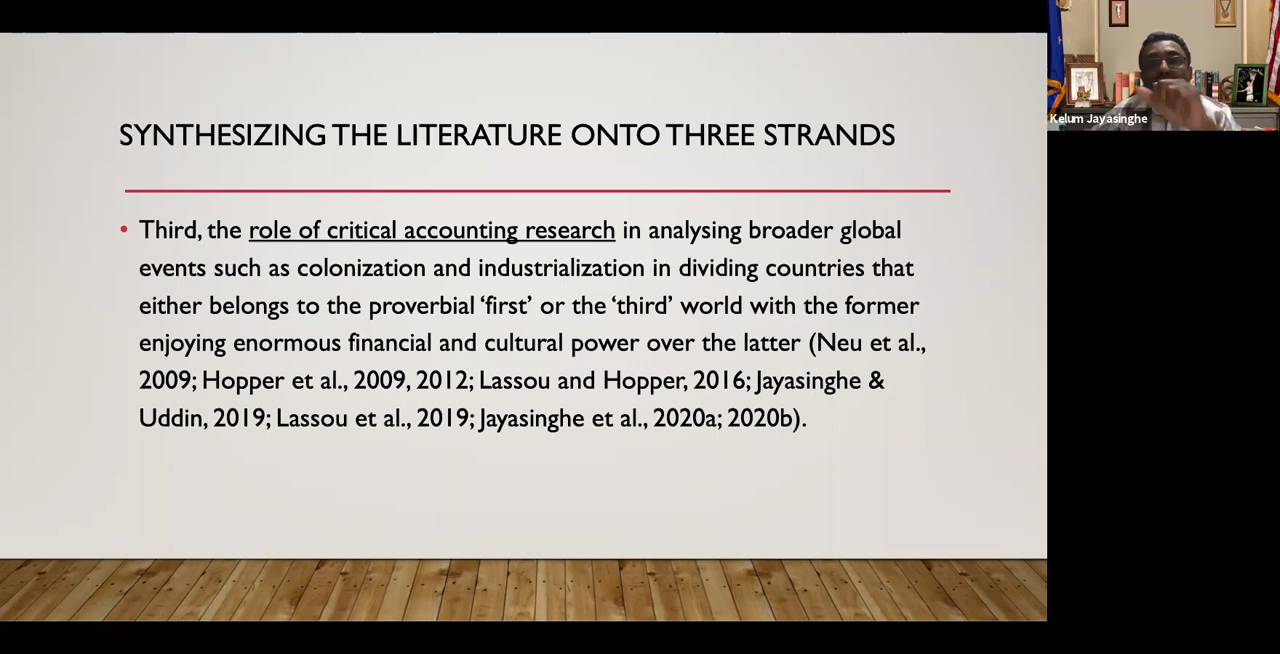 SYNTHESIZING THE LITERATURE ONTO THREE STRANDS
• Third, the role of critical accounting research in analysing broader global
events such as colonization and industrialization in dividing countries that
either belongs to the proverbial ‘first’ or the ‘third’ world with the former
enjoying enormous financial and cultural power over the latter (Neu et al.,
2009; Hopper et al., 2009, 2012; Lassou and Hopper, 2016; Jayasinghe &
Uddin, 2019; Lassou et al., 2019; Jayasinghe et al., 2020a; 2020b).
Kelum Jayasinghe